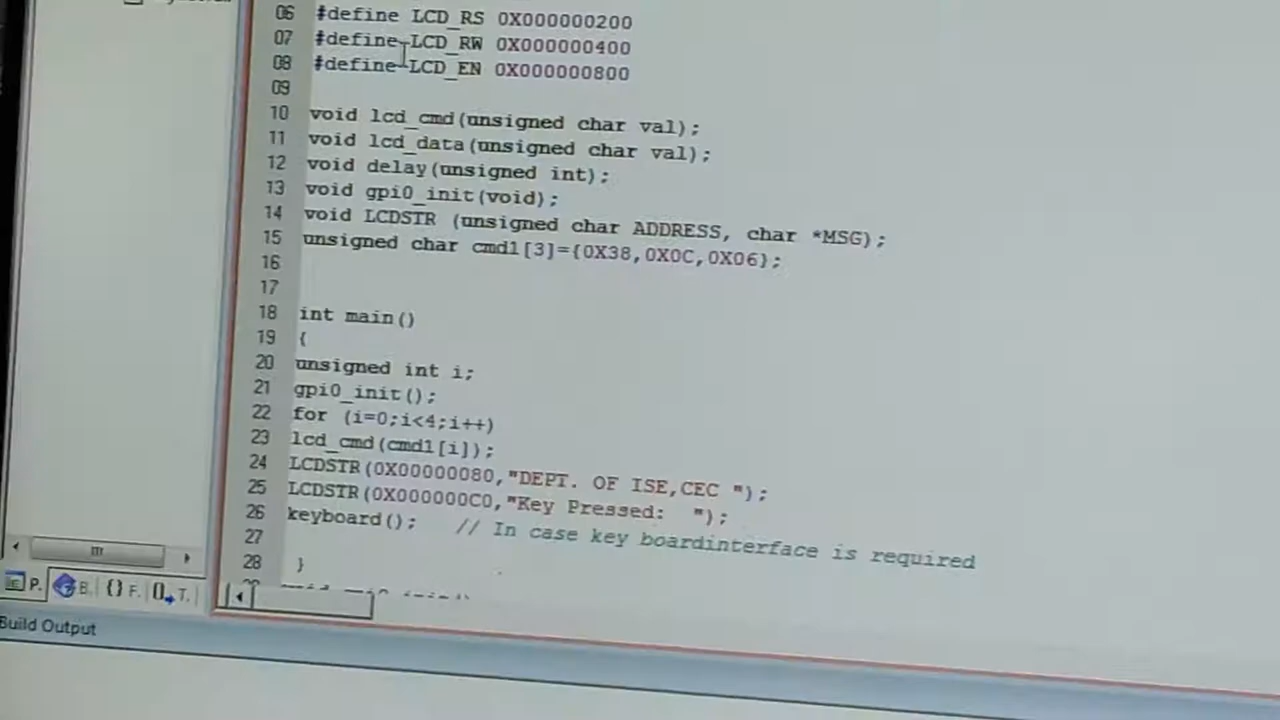 06 #define LCD_RS 0X000000200
07 #define LCD_RW 0X000000400
08 #define LCD_EN 0X000000800
09
10 void lcd_cmd(unsigned char val);
11 void lcd_data(unsigned char val);
12 void delay(unsigned int);
13 void gpi0_init(void);
14 void LCDSTR (unsigned char ADDRESS, char *MSG);
15 unsigned char cmd1[3]={0X38,0X0C,0X06};
16
17
18 int main()
19 {
20 unsigned int i;
21 gpi0_init();
22 for (i=0;i<4;i++)
23 lcd_cmd(cmd1[i]);
24 LCDSTR(0X00000080,"DEPT. OF ISE,CEC ");
25 LCDSTR(0X000000C0,"Key Pressed:  ");
26 keyboard();   // In case key boardinterface is required
27
28 }
P. B. {} F. T.
Build Output